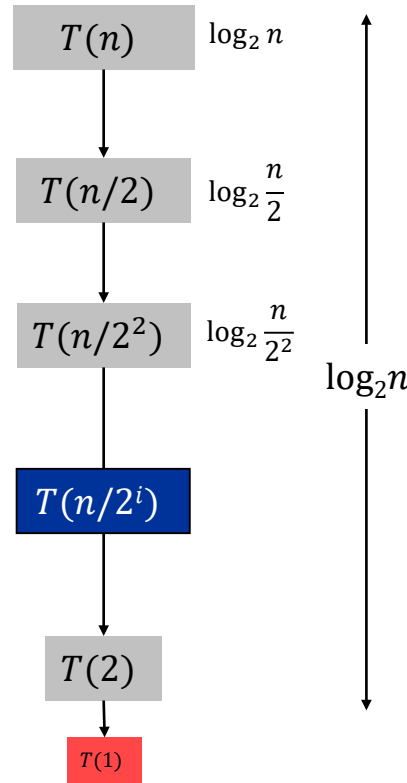 T(n) log₂ n
T(n/2) log₂ n/2
T(n/2²) log₂ n/2²
log₂n
T(n/2ⁱ)
T(2)
T(1)